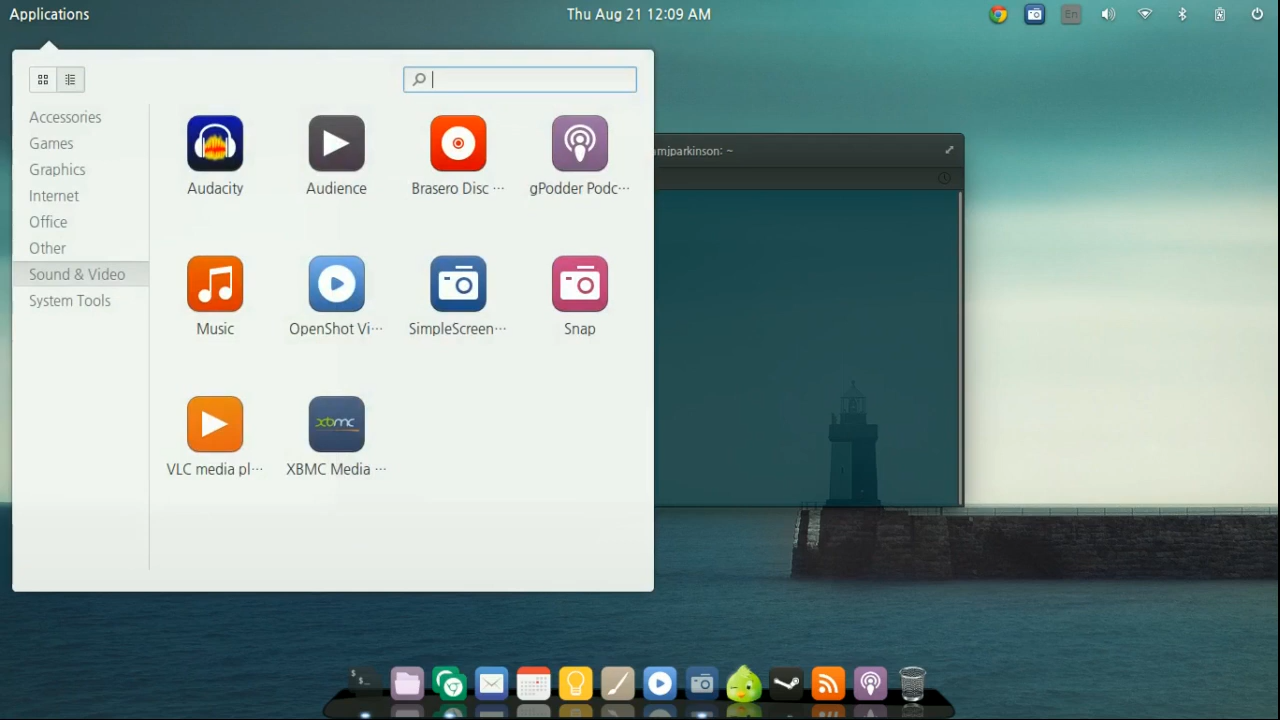 Applications
Thu Aug 21 12:09 AM
En
Accessories
Games
Graphics
Internet
Office
Other
Sound & Video
System Tools
Audacity
Audience
Brasero Disc ···
gPodder Podc···
Music
OpenShot Vi···
SimpleScreen···
Snap
VLC media pl···
xbmc
XBMC Media ···
amjparkinson: ~
$
$_